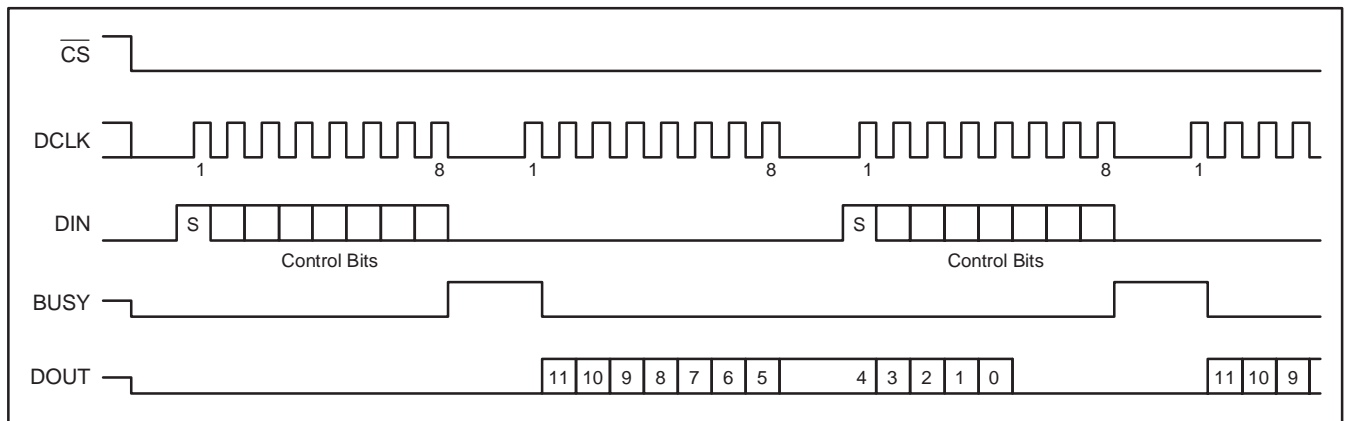 CS
DCLK
1 8 1 8 1 8 1
DIN
S S
Control Bits Control Bits
BUSY
DOUT
11 10 9 8 7 6 5 4 3 2 1 0 11 10 9